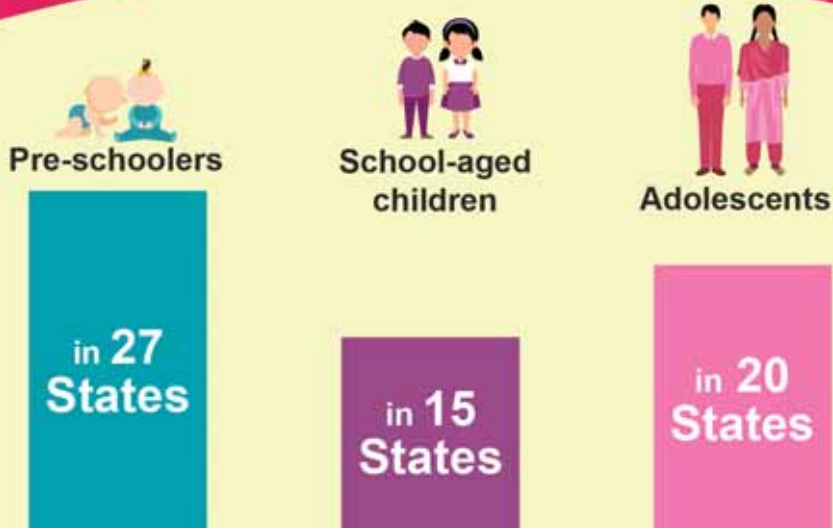 Pre-schoolers
in 27
States
School-aged
children
in 15
States
Adolescents
in 20
States